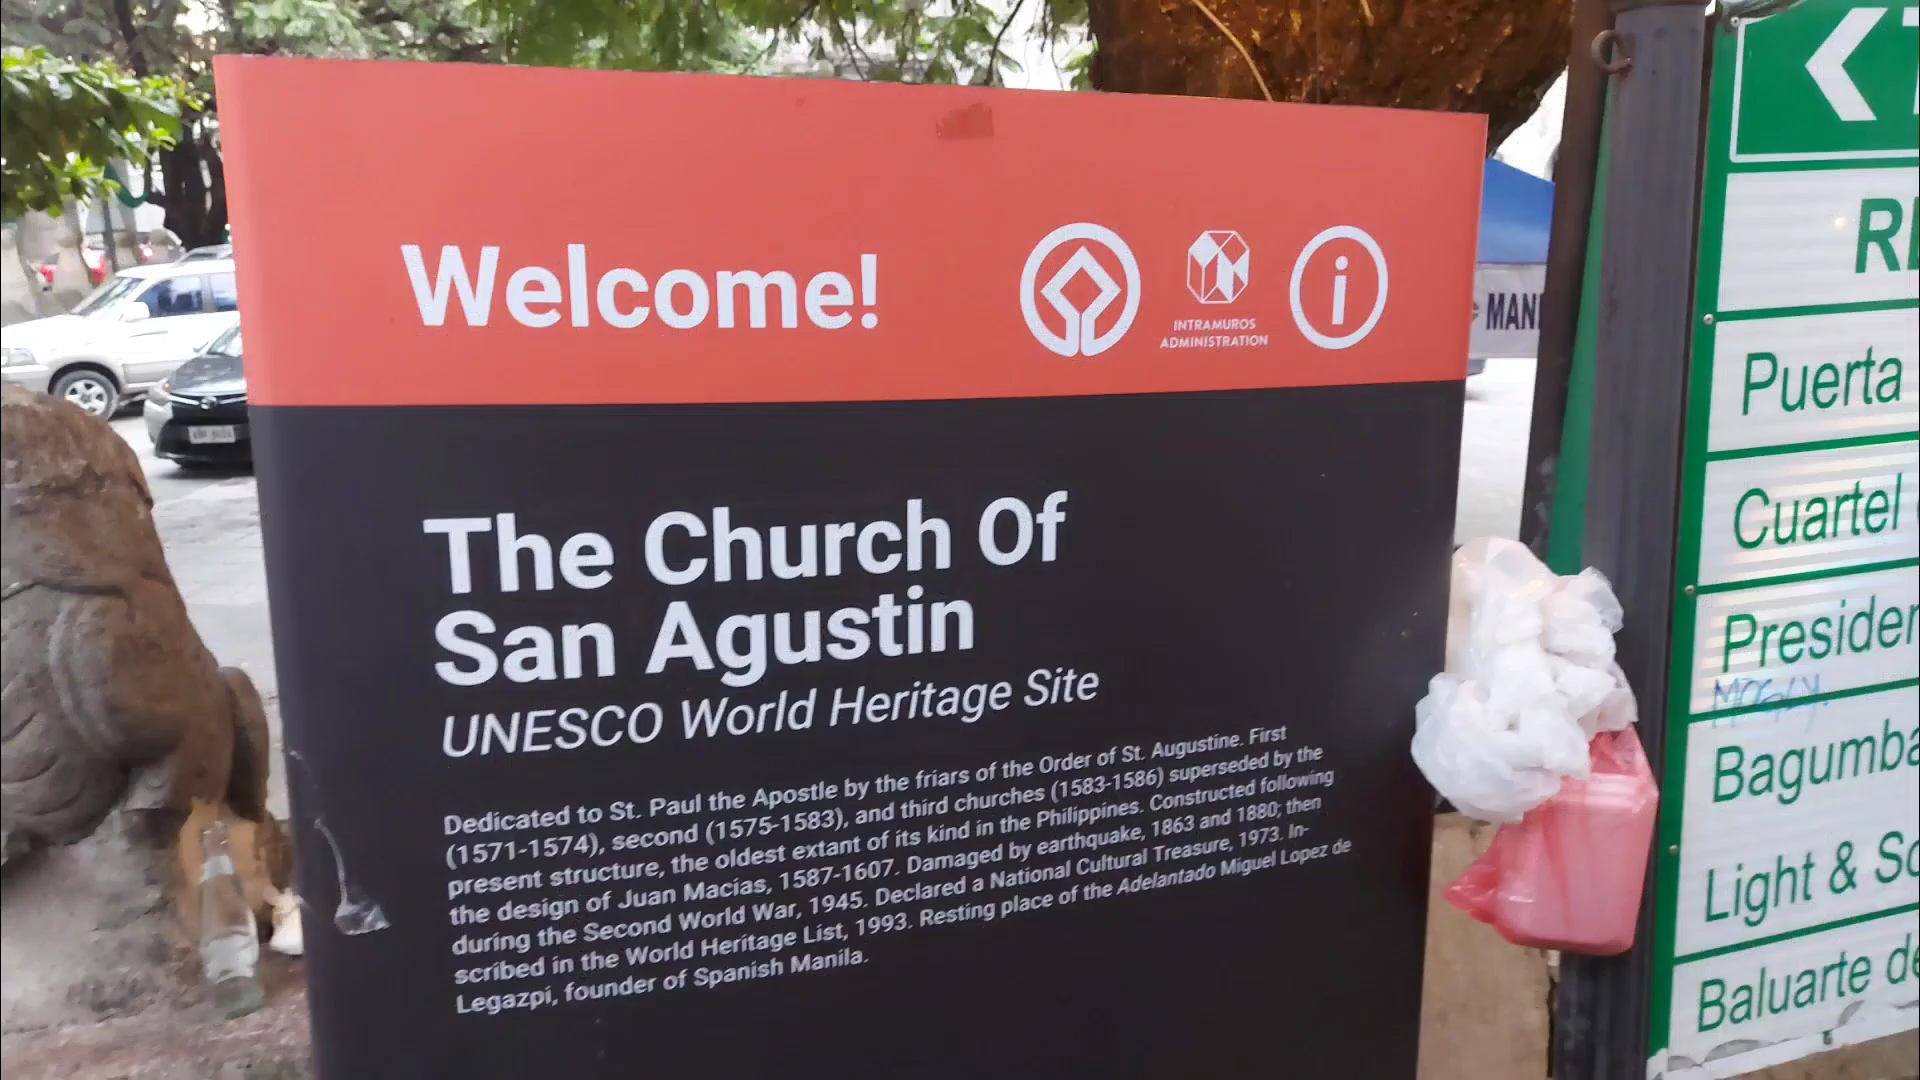 Welcome!
INTRAMUROS
ADMINISTRATION
i
The Church Of
San Agustin
UNESCO World Heritage Site
Dedicated to St. Paul the Apostle by the friars of the Order of St. Augustine. First
(1571-1574), second (1575-1583), and third churches (1583-1586) superseded by the
present structure, the oldest extant of its kind in the Philippines. Constructed following
the design of Juan Macias, 1587-1607. Damaged by earthquake, 1863 and 1880; then
during the Second World War, 1945. Declared a National Cultural Treasure, 1973. In-
scribed in the World Heritage List, 1993. Resting place of the Adelantado Miguel Lopez de
Legazpi, founder of Spanish Manila.
MANI
Puerta
Cuartel
Presiden
Bagumba
Light & So
Baluarte de